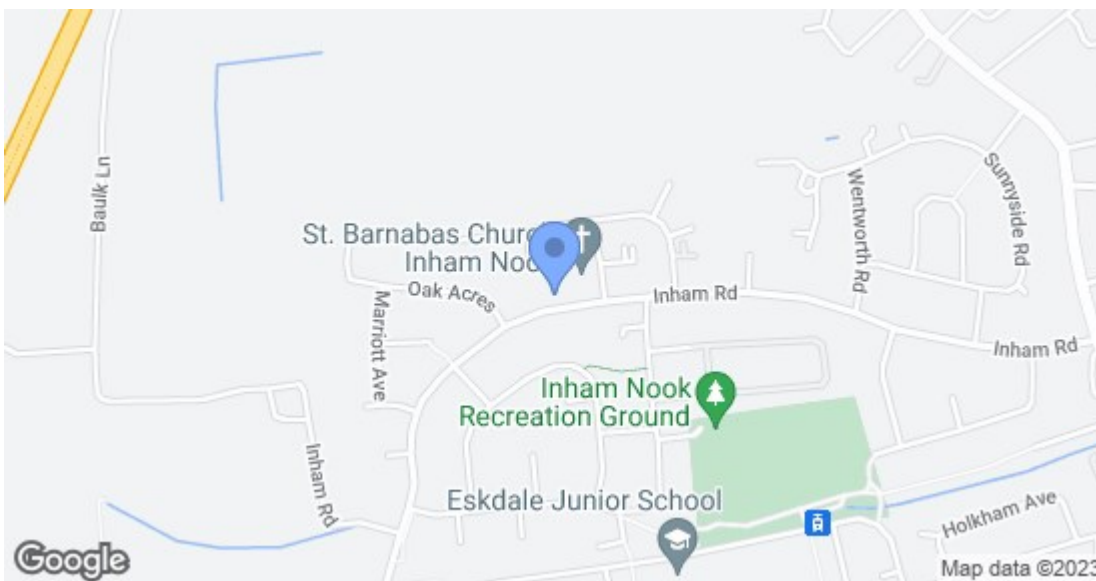 Baulk Ln
St. Barnabas Church
Inham Nook
Oak Acres
Marriott Ave
Inham Rd
Wentworth Rd
Sunnyside Rd
Inham Rd
Inham Nook
Recreation Ground
Inham Rd
Eskdale Junior School
Holkham Ave
Google
Map data ©2023